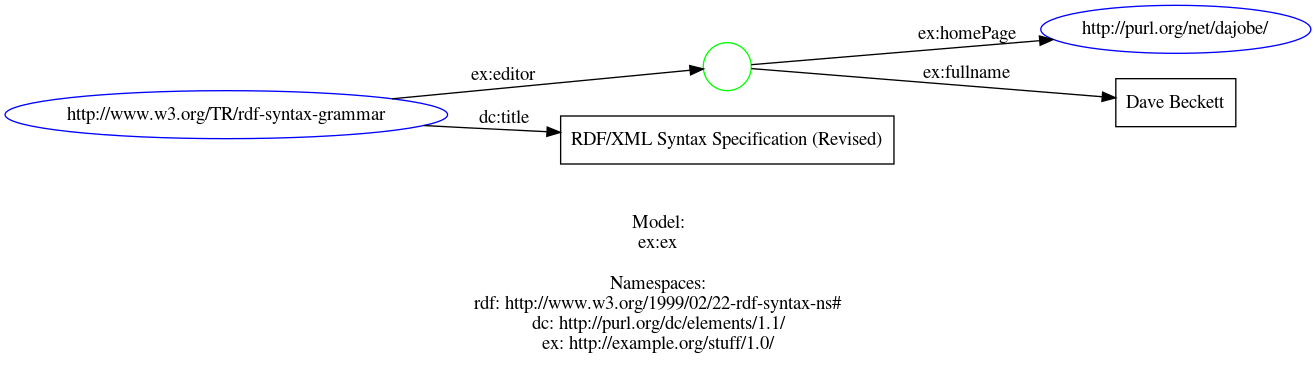 ex:homePage
http://purl.org/net/dajobe/
ex:editor
ex:fullname
Dave Beckett
http://www.w3.org/TR/rdf-syntax-grammar
dc:title
RDF/XML Syntax Specification (Revised)
Model:
ex:ex
Namespaces:
rdf: http://www.w3.org/1999/02/22-rdf-syntax-ns#
dc: http://purl.org/dc/elements/1.1/
ex: http://example.org/stuff/1.0/